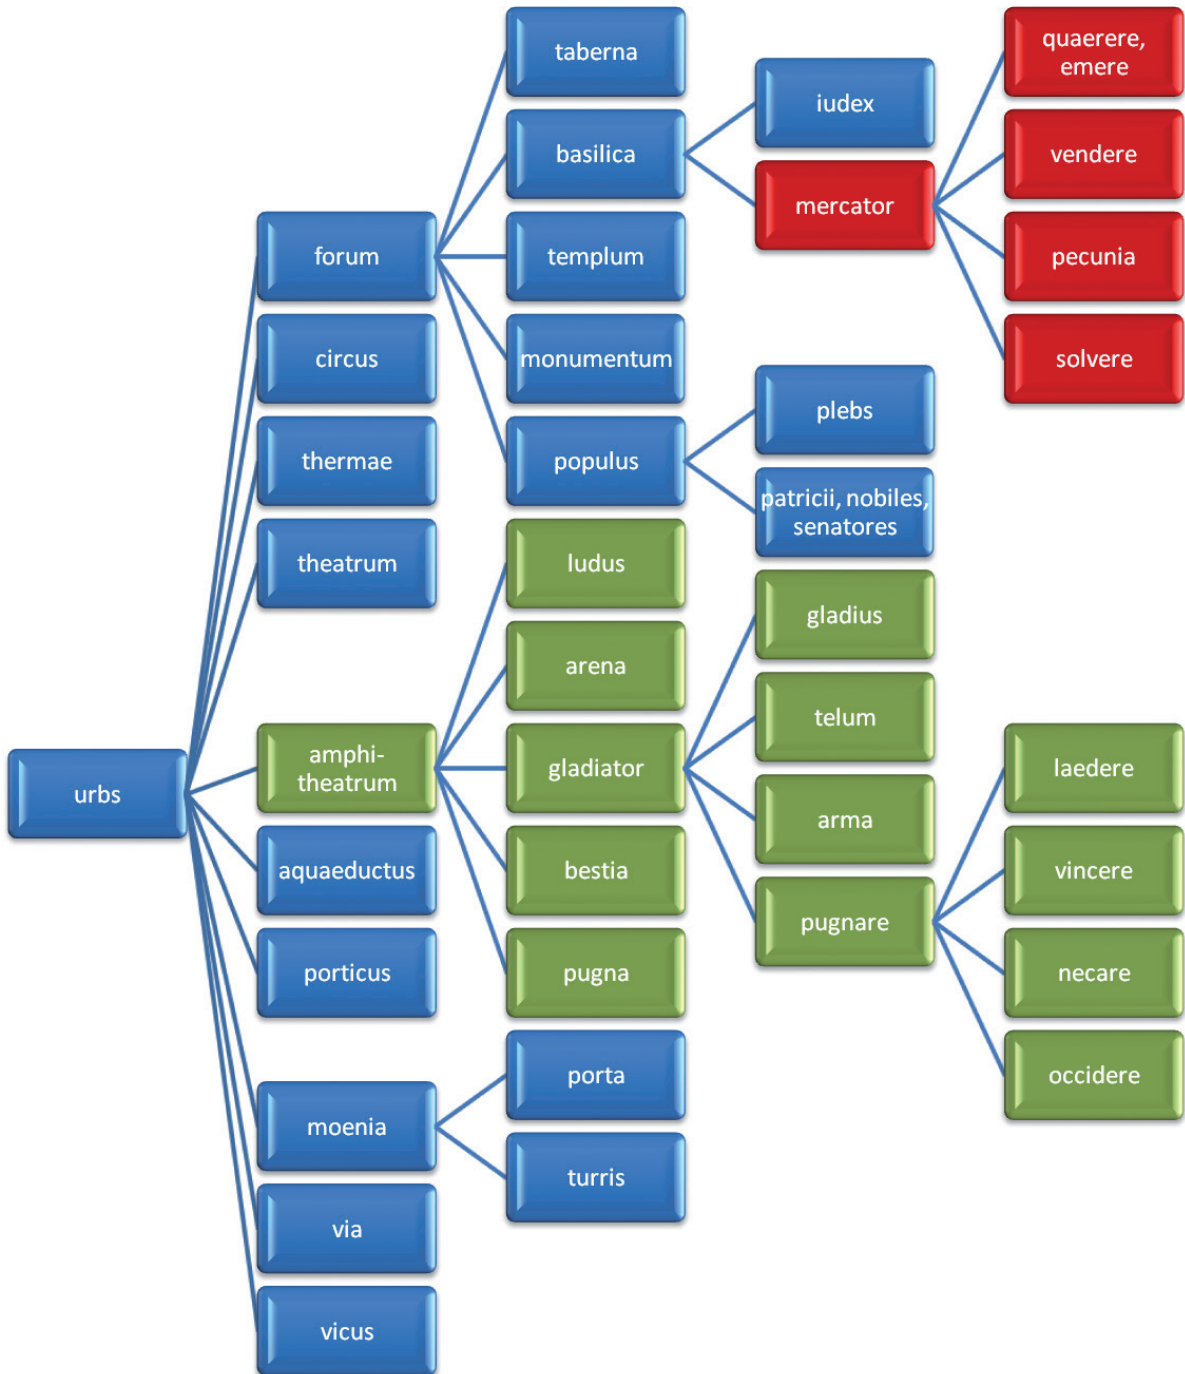 urbs
forum
circus
thermae
theatrum
amphi-
theatrum
aquaeductus
porticus
moenia
via
vicus
taberna
basilica
templum
monumentum
populus
ludus
arena
gladiator
bestia
pugna
porta
turris
iudex
mercator
plebs
patricii, nobiles,
senatores
gladius
telum
arma
pugnare
quaerere,
emere
vendere
pecunia
solvere
laedere
vincere
necare
occidere